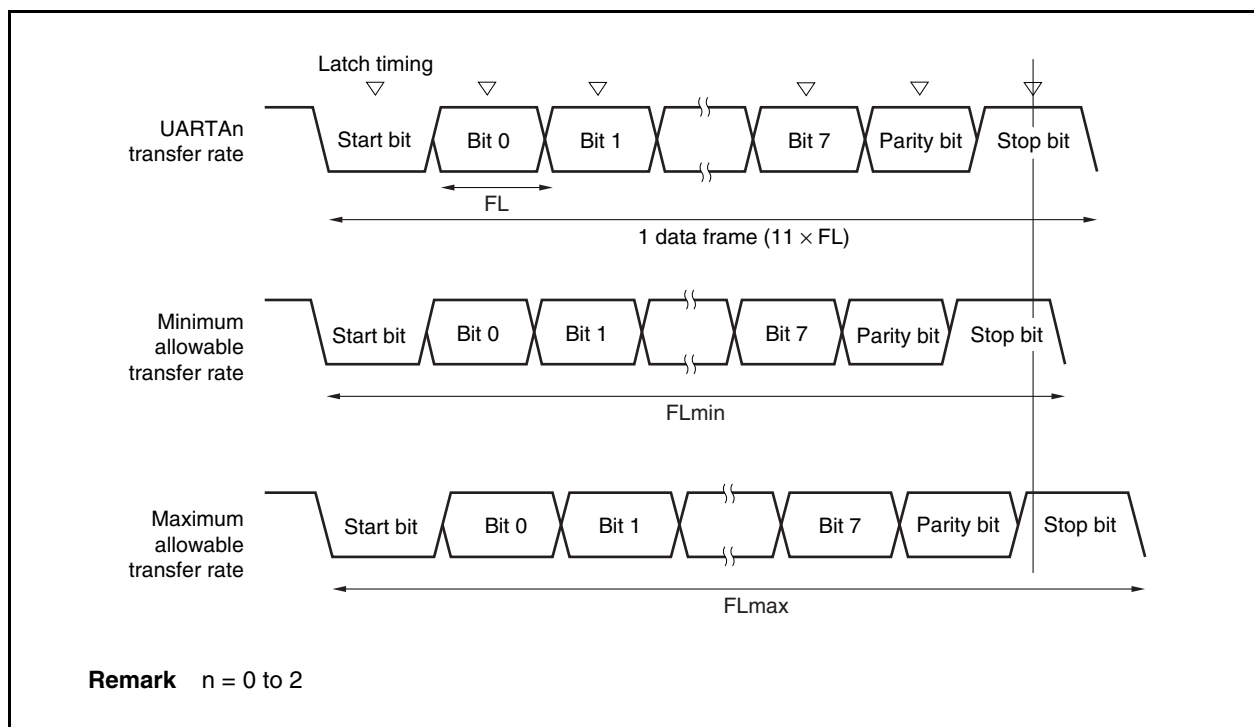 Latch timing
UARTAn
transfer rate
Start bit
Bit 0
Bit 1
Bit 7
Parity bit
Stop bit
FL
1 data frame (11 × FL)
Minimum
allowable
transfer rate
Start bit
Bit 0
Bit 1
Bit 7
Parity bit
Stop bit
FLmin
Maximum
allowable
transfer rate
Start bit
Bit 0
Bit 1
Bit 7
Parity bit
Stop bit
FLmax
Remark n = 0 to 2